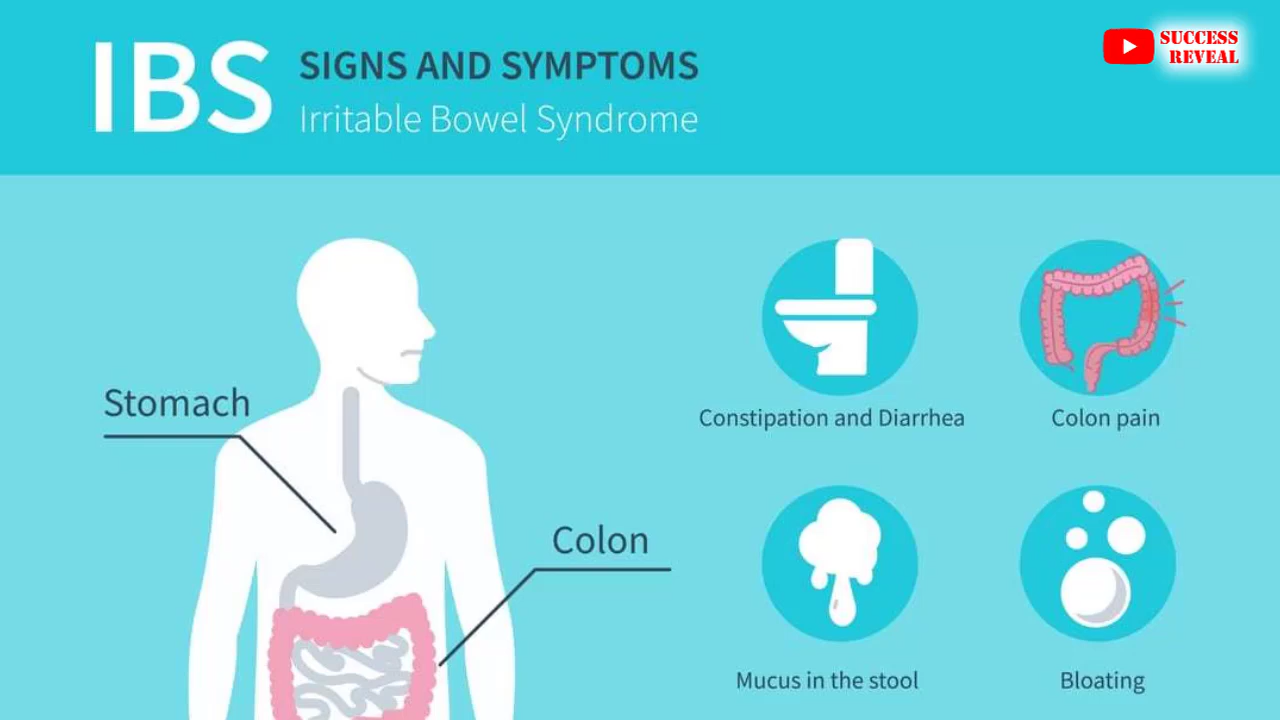 IBS
SIGNS AND SYMPTOMS
Irritable Bowel Syndrome
SUCCESS
REVEAL
Stomach
Colon
Constipation and Diarrhea
Colon pain
Mucus in the stool
Bloating